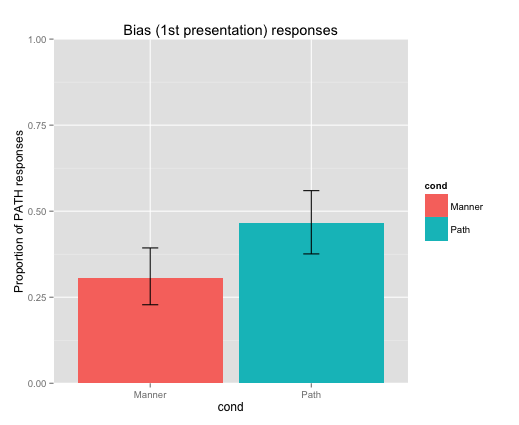 Bias (1st presentation) responses
Proportion of PATH responses
1.00
0.75
0.50
0.25
0.00
Manner
Path
cond
cond
Manner
Path